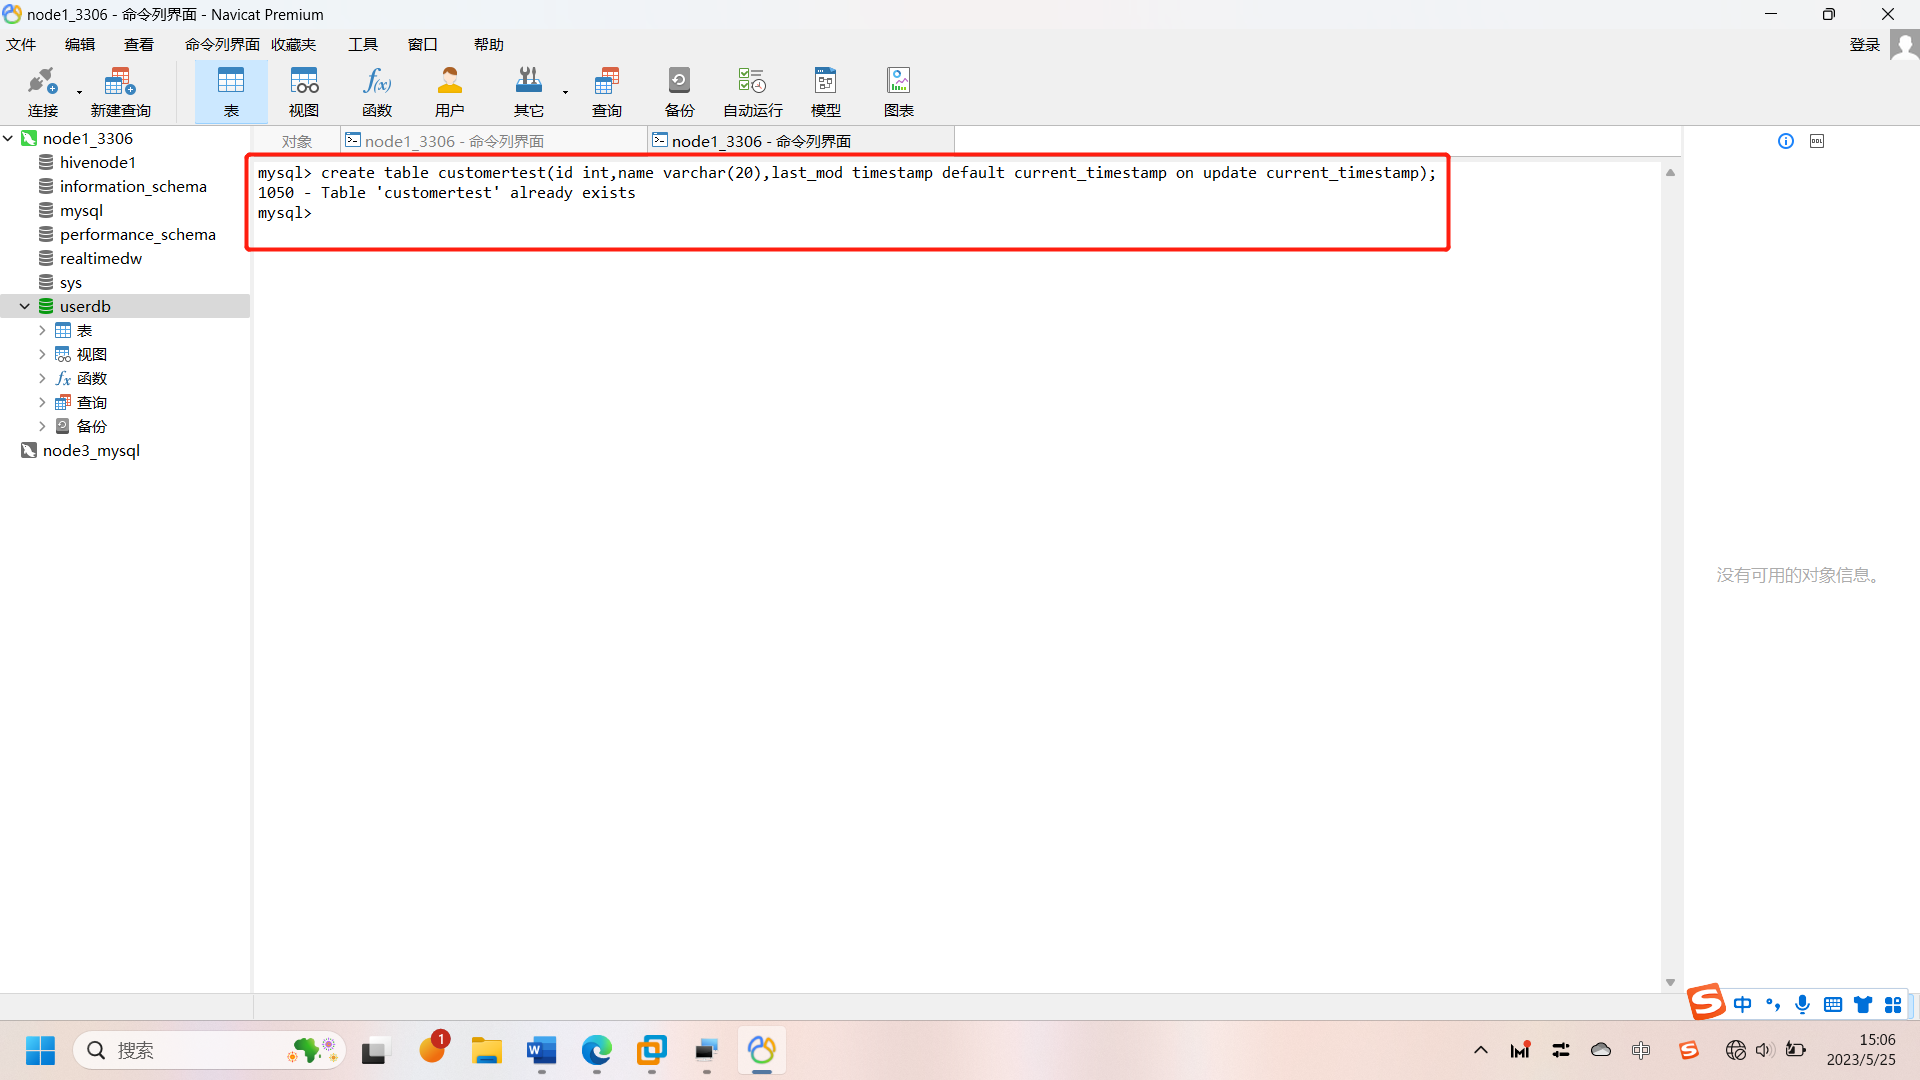 node1_3306 - 命令列界面 - Navicat Premium
文件 编辑 查看 命令列界面 收藏夹 工具 窗口 帮助 登录
连接 新建查询 表 视图 函数 用户 其它 查询 备份 自动运行 模型 图表
node1_3306
hivenode1
information_schema
mysql
performance_schema
realtimedw
sys
userdb
表
视图
函数
查询
备份
node3_mysql
对象 node1_3306 - 命令列界面 node1_3306 - 命令列界面
mysql> create table customertest(id int,name varchar(20),last_mod timestamp default current_timestamp on update current_timestamp);
1050 - Table 'customertest' already exists
mysql>
DDL
没有可用的对象信息。
中
搜索
1
中
15:06
2023/5/25